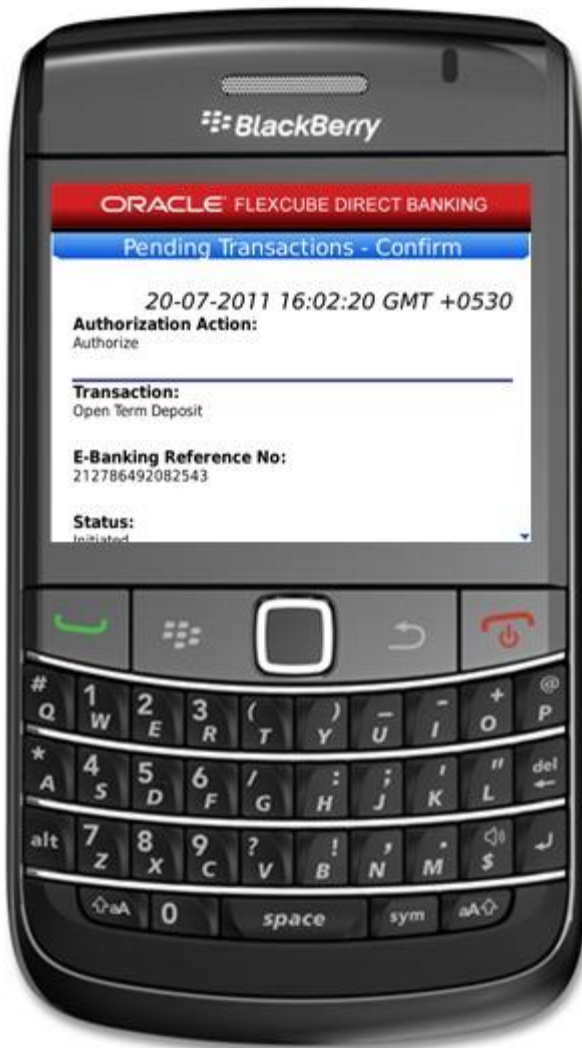 BlackBerry
ORACLE FLEXCUBE DIRECT BANKING
Pending Transactions - Confirm
20-07-2011 16:02:20 GMT +0530
Authorization Action:
Authorize
Transaction:
Open Term Deposit
E-Banking Reference No:
212786492082543
Status:
Initiated
# 1 2 3 ( ) _ - + @
Q W E R T Y U I O P
* 4 5 6 / : ; ' " del
A S D F G H J K L
alt 7 8 9 ? ! , . $
Z X C V B N M
aA 0 space sym aA